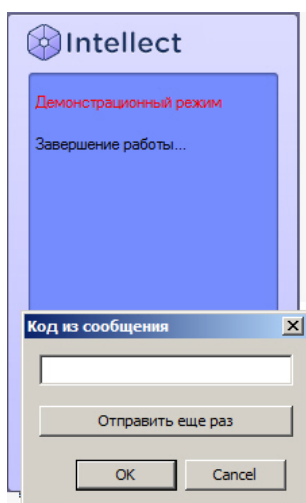 Intellect
Демонстрационный режим
Завершение работы...
Код из сообщения
Отправить еще раз
OK Cancel